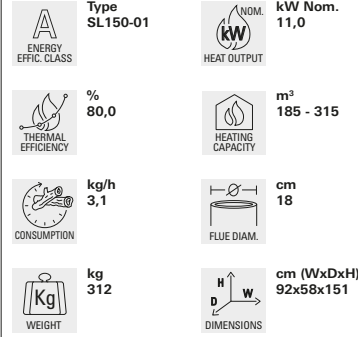 A
ENERGY
EFFIC. CLASS
Type
SL150-01
NOM.
kW
HEAT OUTPUT
kW Nom.
11,0
THERMAL
EFFICIENCY
%
80,0
HEATING
CAPACITY
m³
185 - 315
CONSUMPTION
kg/h
3,1
Ø
FLUE DIAM.
cm
18
Kg
WEIGHT
kg
312
H
W
D
DIMENSIONS
cm (WxDxH)
92x58x151